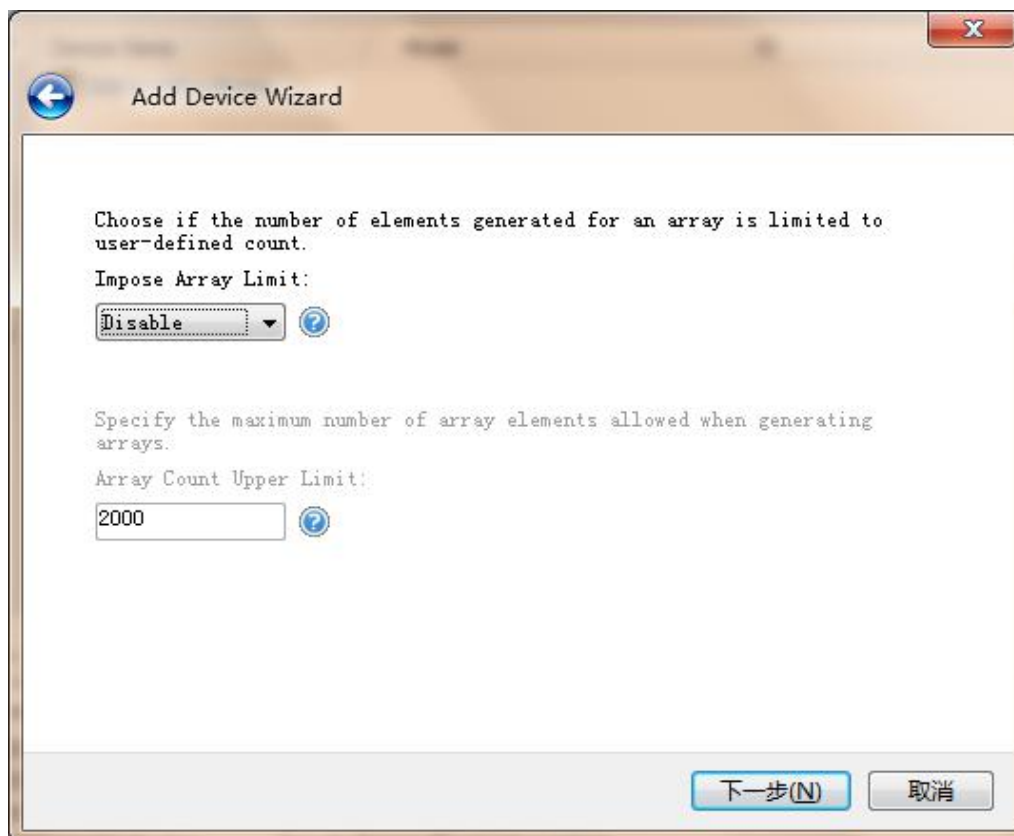 Add Device Wizard
Choose if the number of elements generated for an array is limited to
user-defined count.
Impose Array Limit:
Disable
Specify the maximum number of array elements allowed when generating
arrays.
Array Count Upper Limit:
2000
下一步(N)
取消